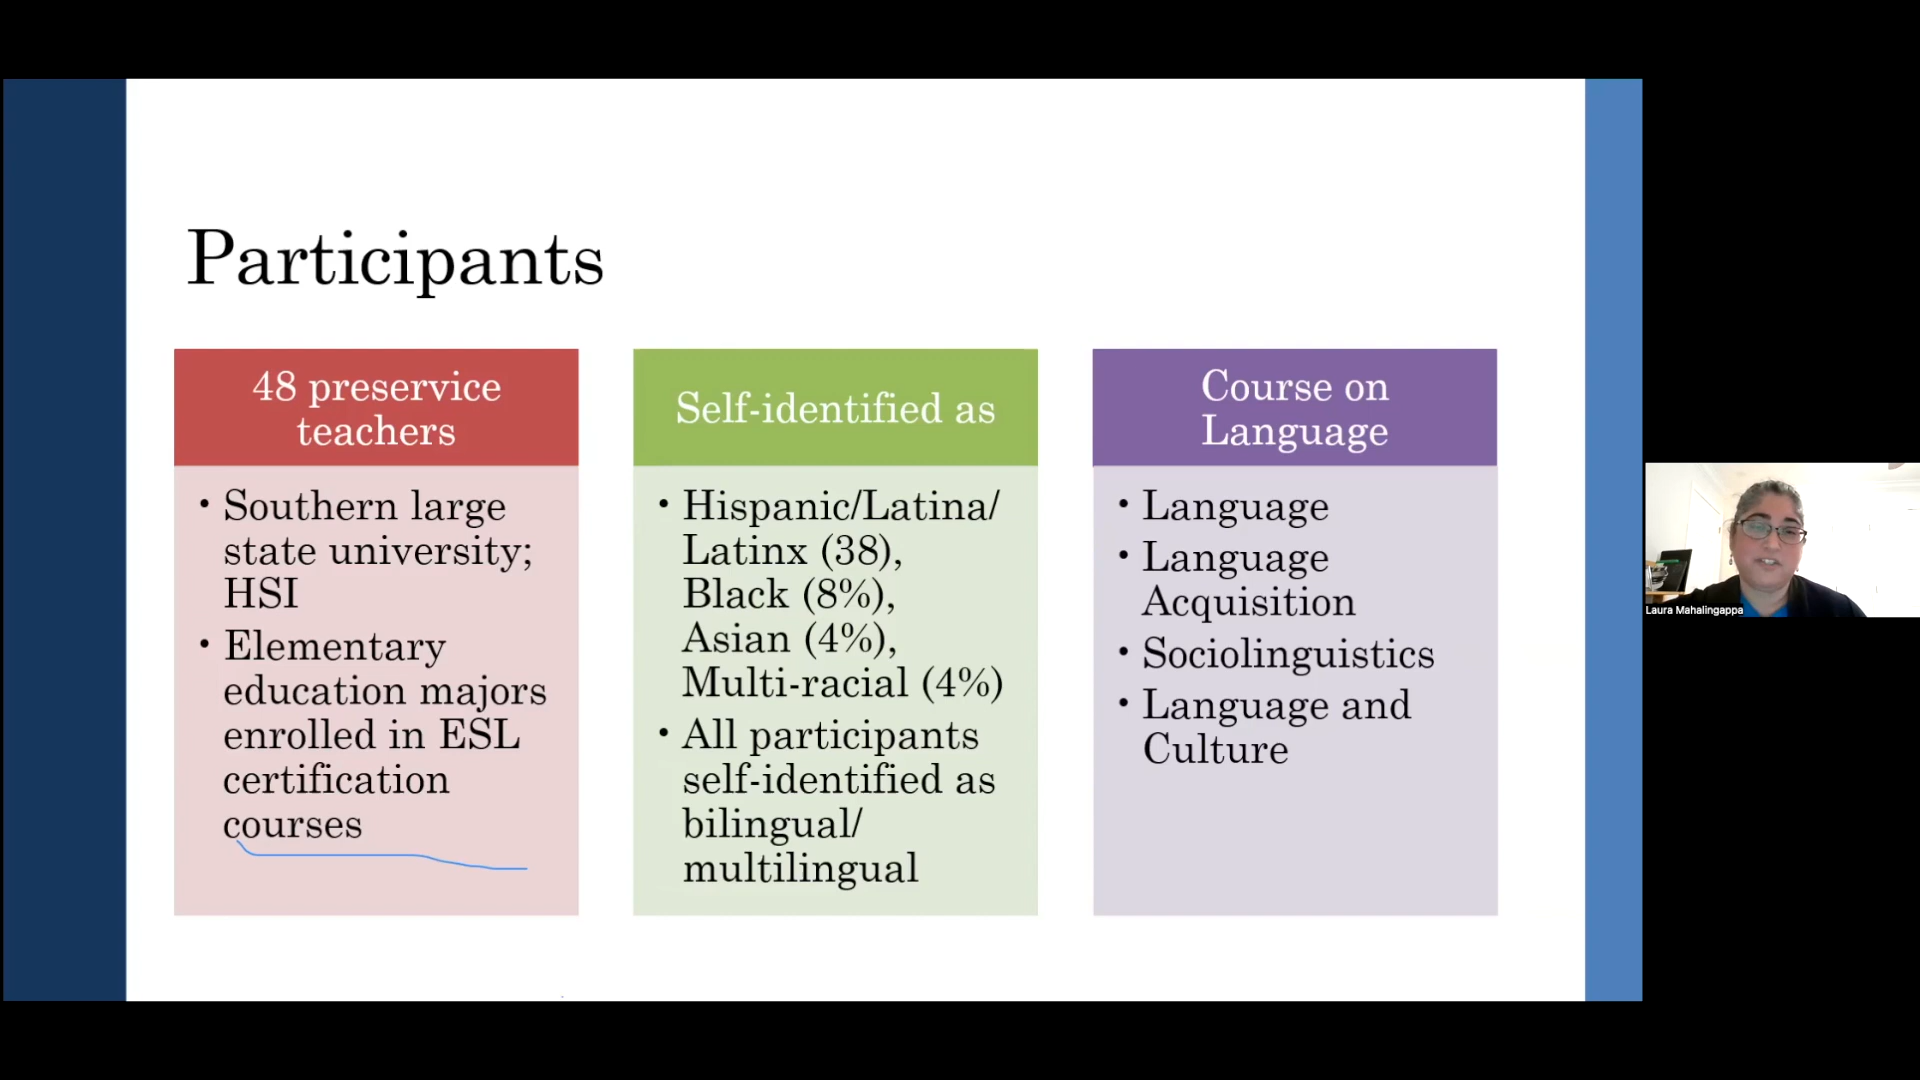 Participants
48 preservice
teachers
• Southern large
state university;
HSI
• Elementary
education majors
enrolled in ESL
certification
courses
Self-identified as
• Hispanic/Latina/
Latinx (38),
Black (8%),
Asian (4%),
Multi-racial (4%)
• All participants
self-identified as
bilingual/
multilingual
Course on
Language
• Language
• Language
Acquisition
• Sociolinguistics
• Language and
Culture
Laura Mahalingappa